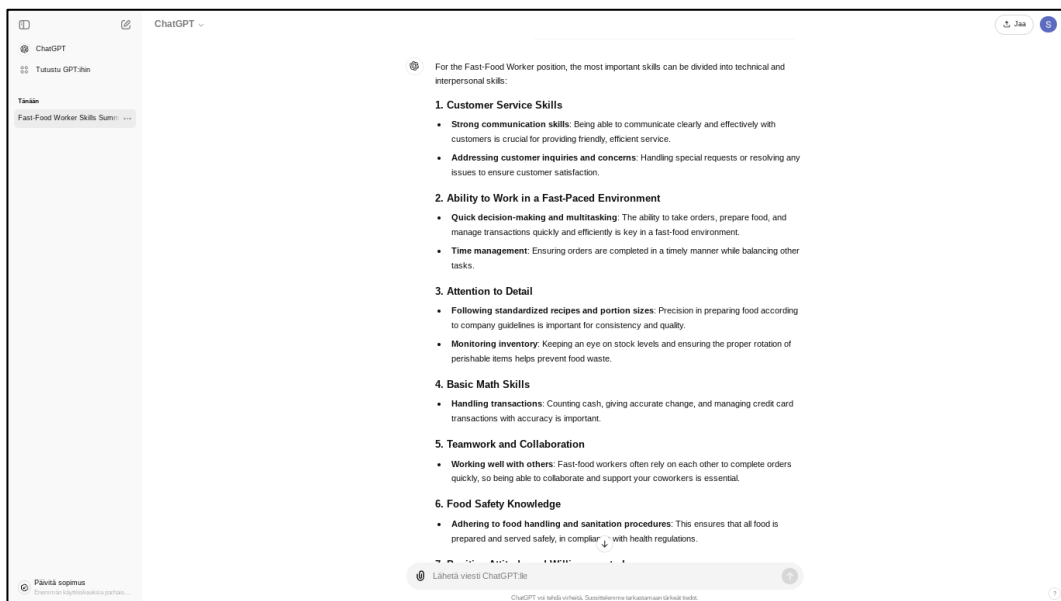 ChatGPT
Jaa
S
ChatGPT
Tutustu GPT:ihin
Tänään
Fast-Food Worker Skills Summ
For the Fast-Food Worker position, the most important skills can be divided into technical and
interpersonal skills:
1. Customer Service Skills
• Strong communication skills: Being able to communicate clearly and effectively with
customers is crucial for providing friendly, efficient service.
• Addressing customer inquiries and concerns: Handling special requests or resolving any
issues to ensure customer satisfaction.
2. Ability to Work in a Fast-Paced Environment
• Quick decision-making and multitasking: The ability to take orders, prepare food, and
manage transactions quickly and efficiently is key in a fast-food environment.
• Time management: Ensuring orders are completed in a timely manner while balancing other
tasks.
3. Attention to Detail
• Following standardized recipes and portion sizes: Precision in preparing food according
to company guidelines is important for consistency and quality.
• Monitoring inventory: Keeping an eye on stock levels and ensuring the proper rotation of
perishable items helps prevent food waste.
4. Basic Math Skills
• Handling transactions: Counting cash, giving accurate change, and managing credit card
transactions with accuracy is important.
5. Teamwork and Collaboration
• Working well with others: Fast-food workers often rely on each other to complete orders
quickly, so being able to collaborate and support your coworkers is essential.
6. Food Safety Knowledge
• Adhering to food handling and sanitation procedures: This ensures that all food is
prepared and served safely, in compliance with health regulations.
Lähetä viesti ChatGPT:lle
Päivitä sopimus
Enemmän käyttöoikeuksia parhais...
ChatGPT voi tehdä virheitä. Suosittelemme tarkastamaan tärkeät tiedot.
?